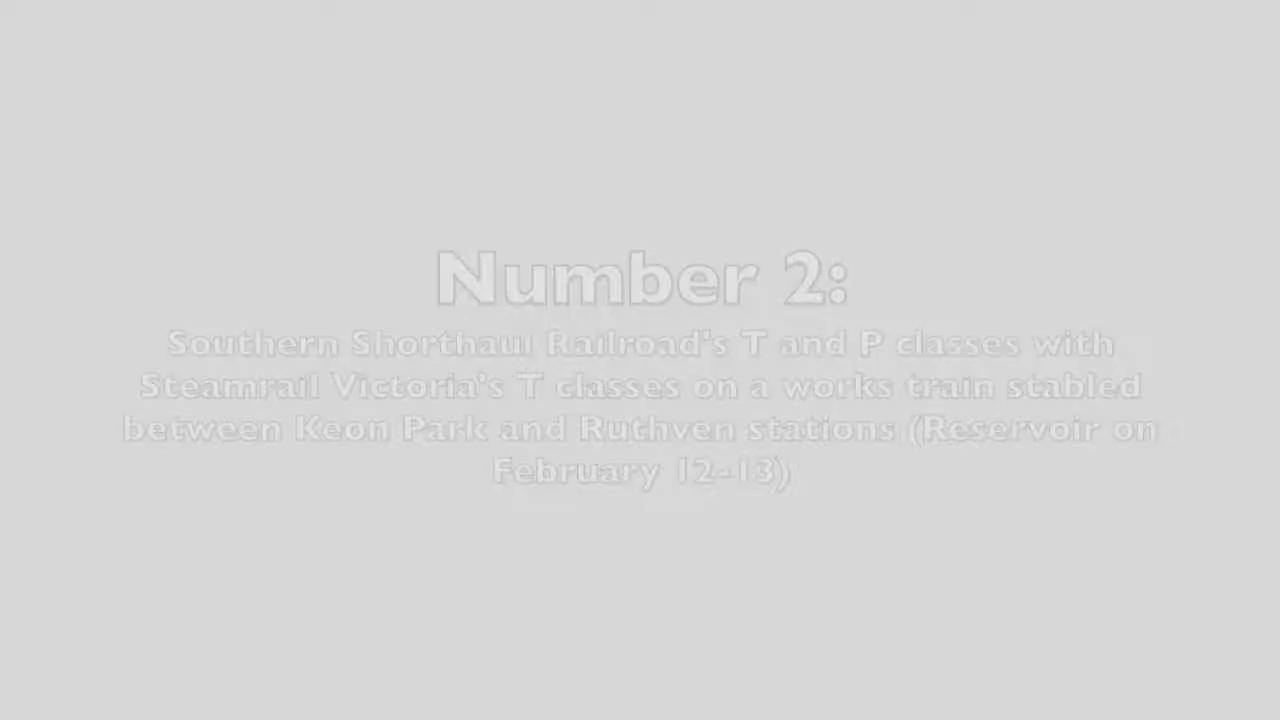 Number 2:
Southern Shorthaul Railroad's T and P classes with
Steamrail Victoria's T classes on a works train stabled
between Keon Park and Ruthven stations (Reservoir on
February 12-13)